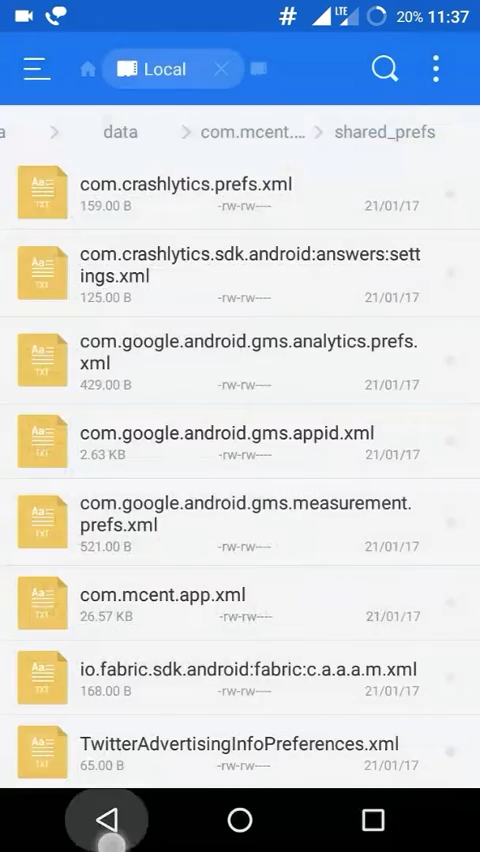 # LTE 20% 11:37
Local
a > data > com.mcent.... > shared_prefs
com.crashlytics.prefs.xml
159.00 B -rw-rw---- 21/01/17
com.crashlytics.sdk.android:answers:sett
ings.xml
125.00 B -rw-rw---- 21/01/17
com.google.android.gms.analytics.prefs.
xml
429.00 B -rw-rw---- 21/01/17
com.google.android.gms.appid.xml
2.63 KB -rw-rw---- 21/01/17
com.google.android.gms.measurement.
prefs.xml
521.00 B -rw-rw---- 21/01/17
com.mcent.app.xml
26.57 KB -rw-rw---- 21/01/17
io.fabric.sdk.android:fabric:c.a.a.a.m.xml
168.00 B -rw-rw---- 21/01/17
TwitterAdvertisingInfoPreferences.xml
65.00 B -rw-rw---- 21/01/17